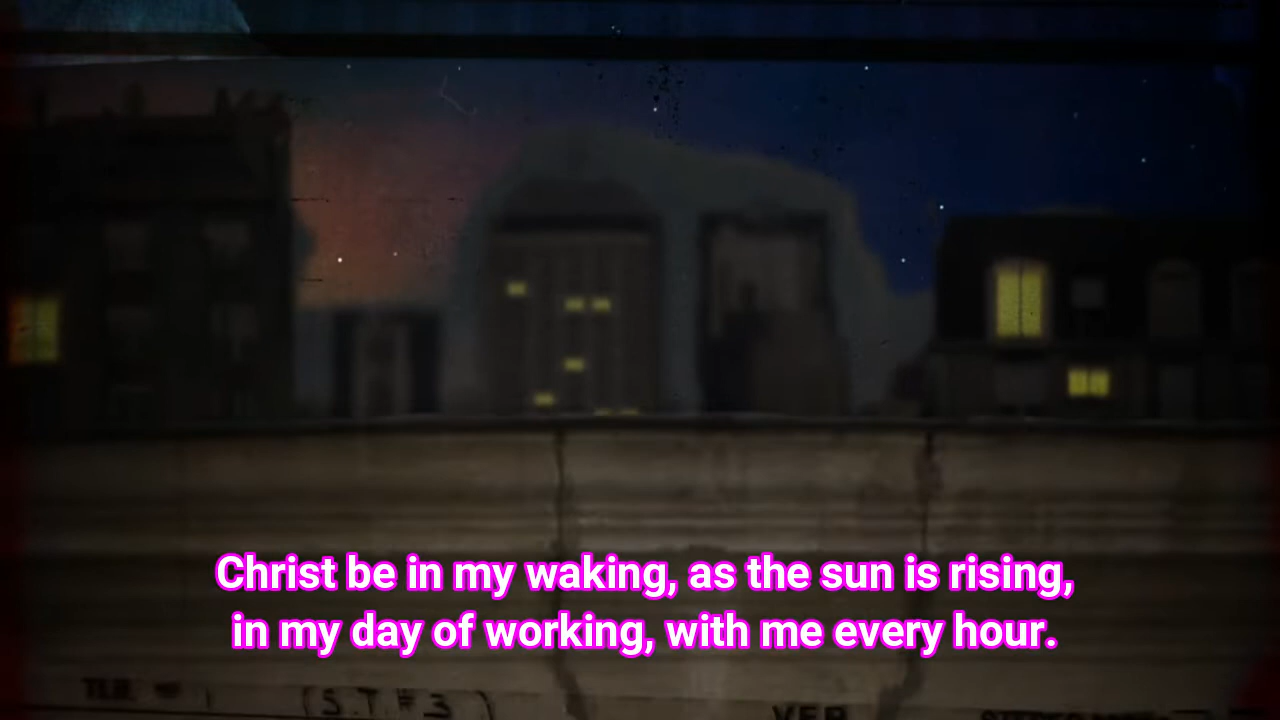 Christ be in my waking, as the sun is rising,
in my day of working, with me every hour.
(S.T#3)